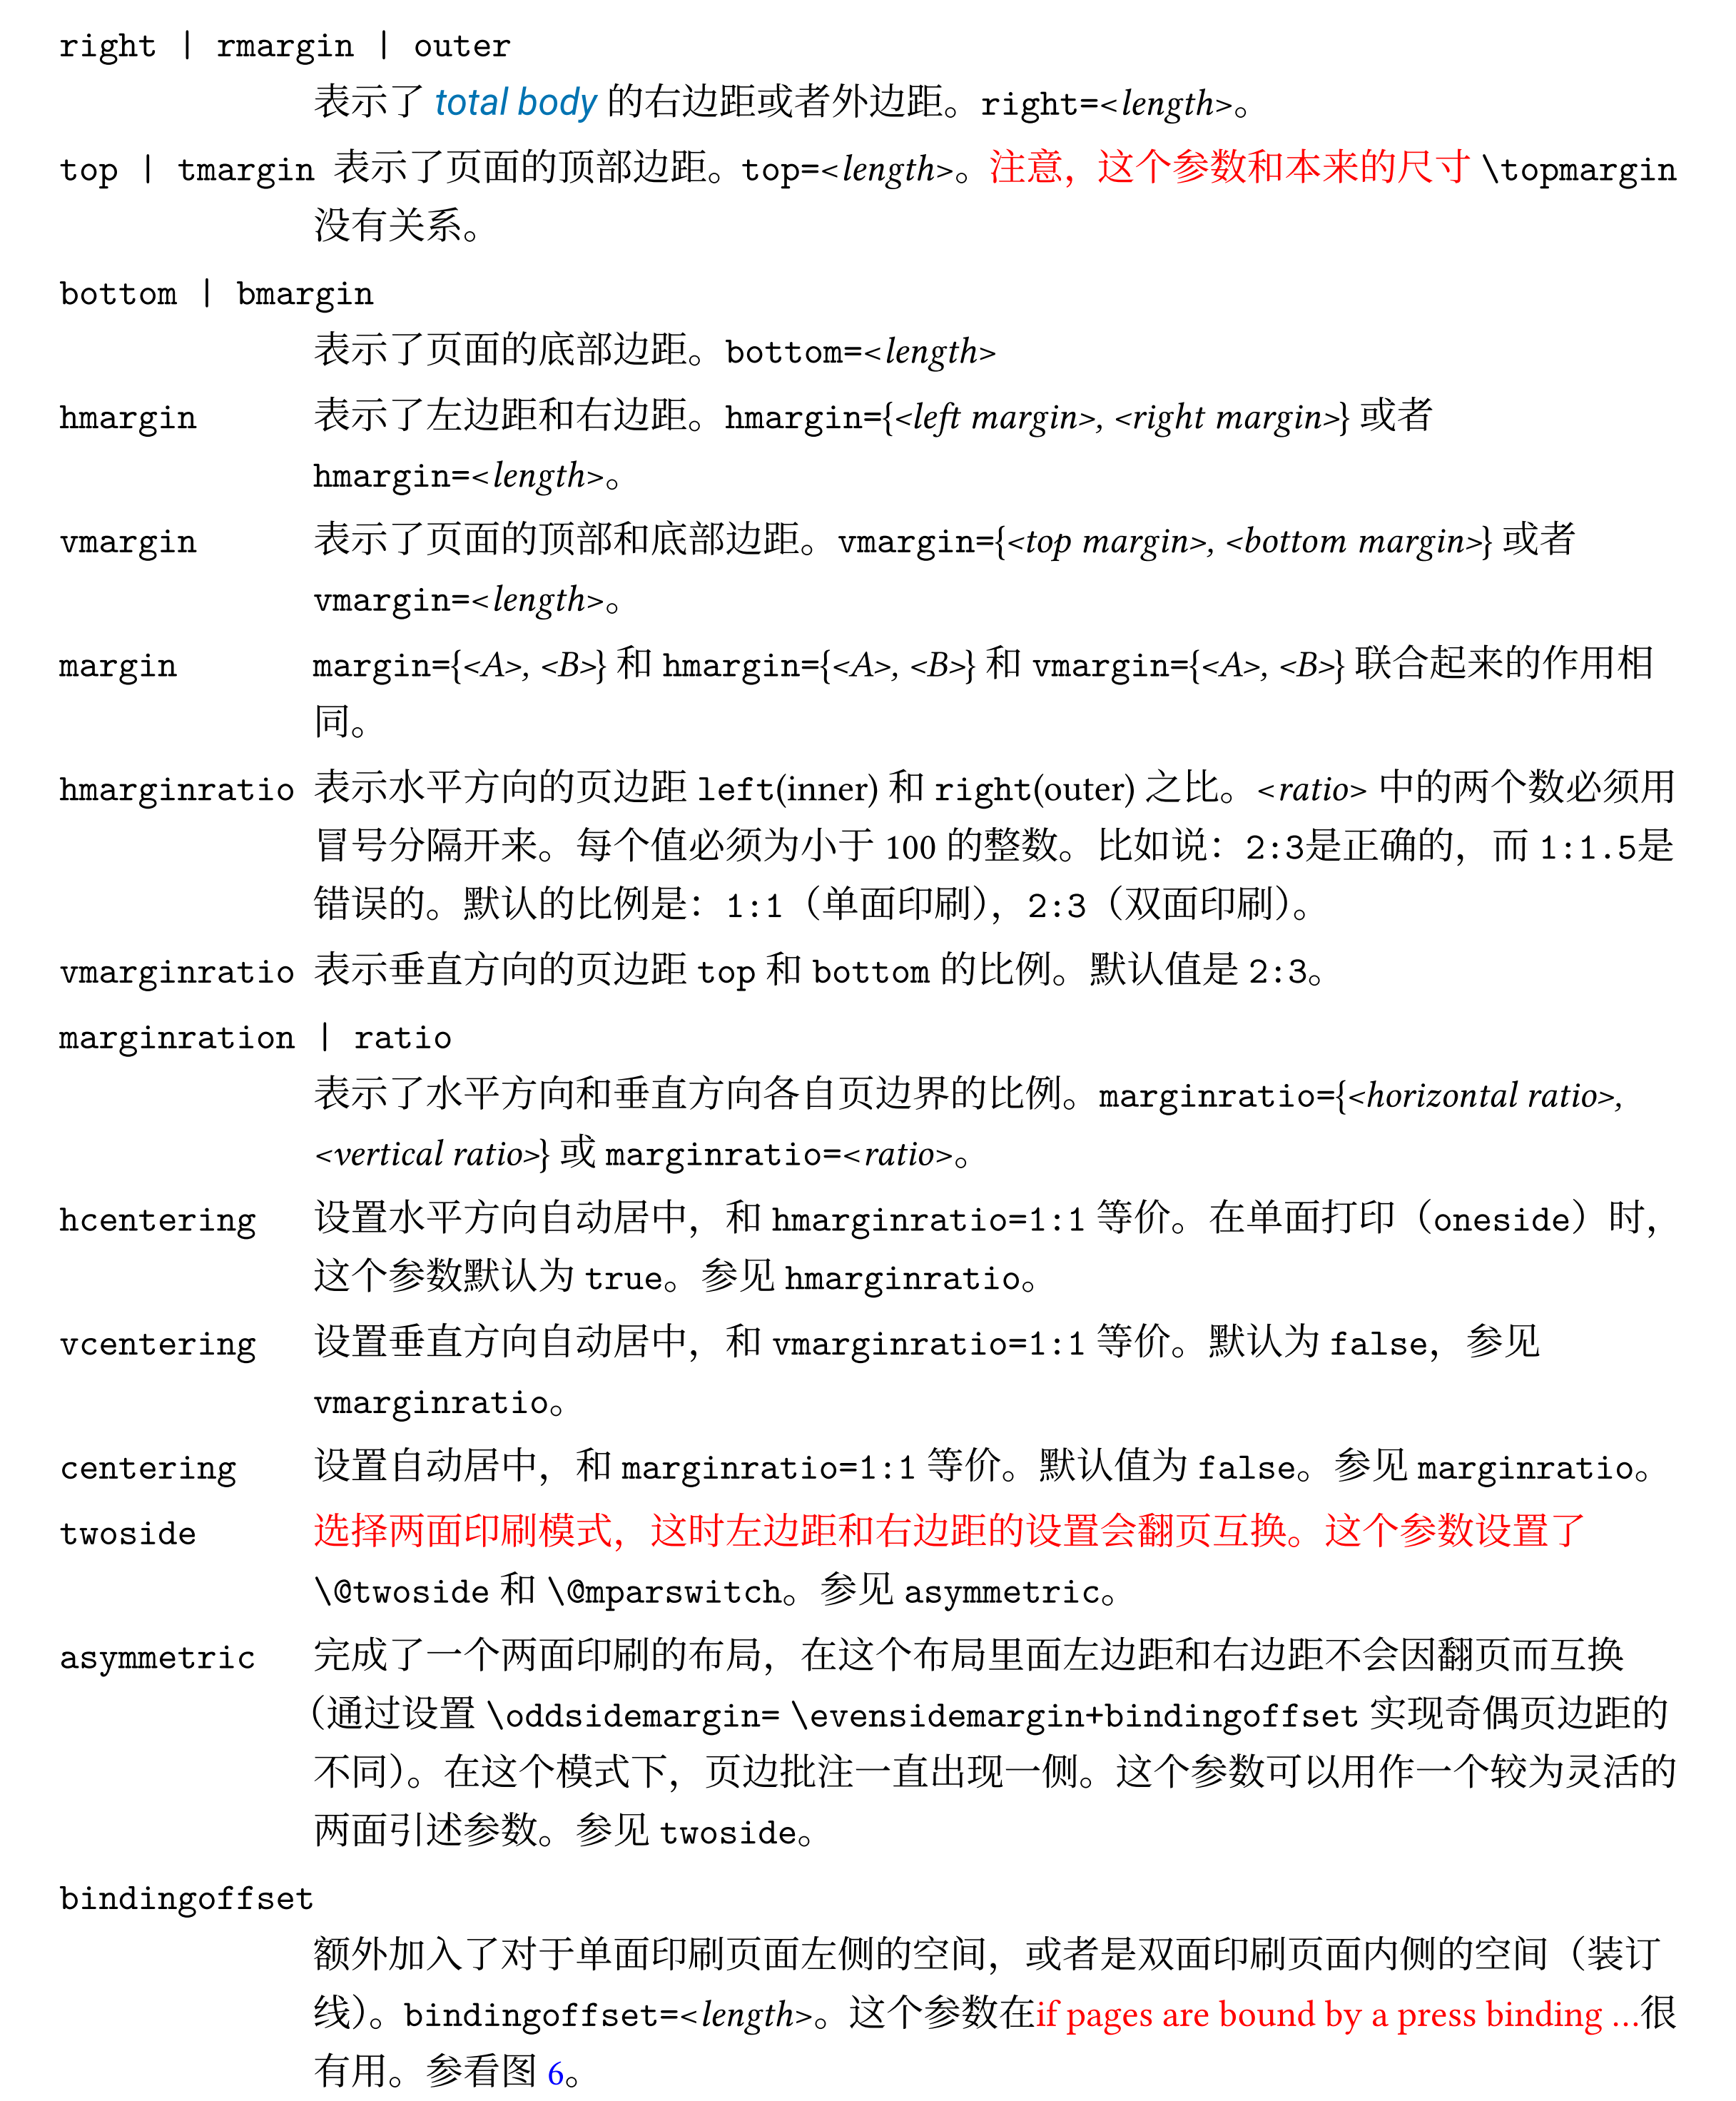 right | rmargin | outer
表示了 total body 的右边距或者外边距。right=<length>。
top | tmargin 表示了页面的顶部边距。top=<length>。注意，这个参数和本来的尺寸 \topmargin
没有关系。
bottom | bmargin
表示了页面的底部边距。bottom=<length>
hmargin 表示了左边距和右边距。hmargin={<left margin>, <right margin>} 或者
hmargin=<length>。
vmargin 表示了页面的顶部和底部边距。vmargin={<top margin>, <bottom margin>} 或者
vmargin=<length>。
margin margin={<A>, <B>} 和 hmargin={<A>, <B>} 和 vmargin={<A>, <B>} 联合起来的作用相
同。
hmarginratio 表示水平方向的页边距 left(inner) 和 right(outer) 之比。<ratio> 中的两个数必须用
冒号分隔开来。每个值必须为小于 100 的整数。比如说：2:3是正确的，而 1:1.5是
错误的。默认的比例是：1:1（单面印刷），2:3（双面印刷）。
vmarginratio 表示垂直方向的页边距 top 和 bottom 的比例。默认值是 2:3。
marginration | ratio
表示了水平方向和垂直方向各自页边界的比例。marginratio={<horizontal ratio>,
<vertical ratio>} 或 marginratio=<ratio>。
hcentering 设置水平方向自动居中，和 hmarginratio=1:1 等价。在单面打印（oneside）时，
这个参数默认为 true。参见 hmarginratio。
vcentering 设置垂直方向自动居中，和 vmarginratio=1:1 等价。默认为 false，参见
vmarginratio。
centering 设置自动居中，和 marginratio=1:1 等价。默认值为 false。参见 marginratio。
twoside 选择两面印刷模式，这时左边距和右边距的设置会翻页互换。这个参数设置了
\@twoside 和 \@mparswitch。参见 asymmetric。
asymmetric 完成了一个两面印刷的布局，在这个布局里面左边距和右边距不会因翻页而互换
（通过设置 \oddsidemargin= \evensidemargin+bindingoffset 实现奇偶页边距的
不同）。在这个模式下，页边批注一直出现一侧。这个参数可以用作一个较为灵活的
两面引述参数。参见 twoside。
bindingoffset
额外加入了对于单面印刷页面左侧的空间，或者是双面印刷页面内侧的空间（装订
线）。bindingoffset=<length>。这个参数在if pages are bound by a press binding ...很
有用。参看图 6。